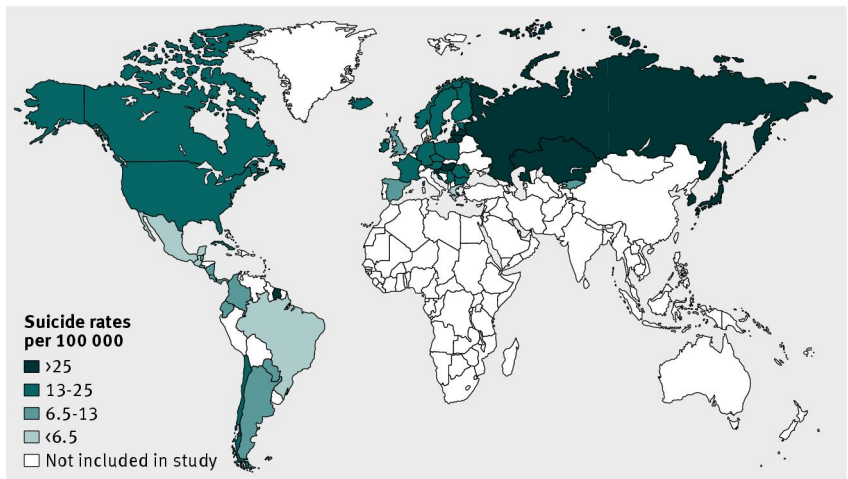 Suicide rates
per 100 000
>25
13-25
6.5-13
<6.5
Not included in study